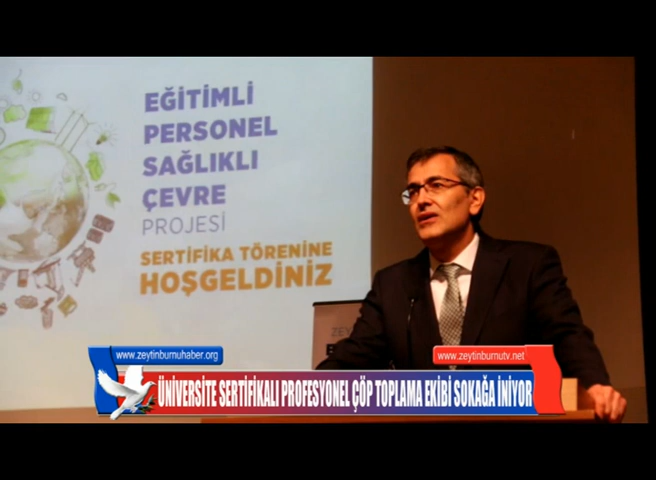 EĞİTİMLİ
PERSONEL
SAĞLIKLI
ÇEVRE
PROJESİ
SERTİFİKA TÖRENİNE
HOŞGELDİNİZ
www.zeytinburnuhaber.org
www.zeytinburnutv.net
ÜNİVERSİTE SERTİFİKALI PROFESYONEL ÇÖP TOPLAMA EKİBİ SOKAĞA İNİYOR